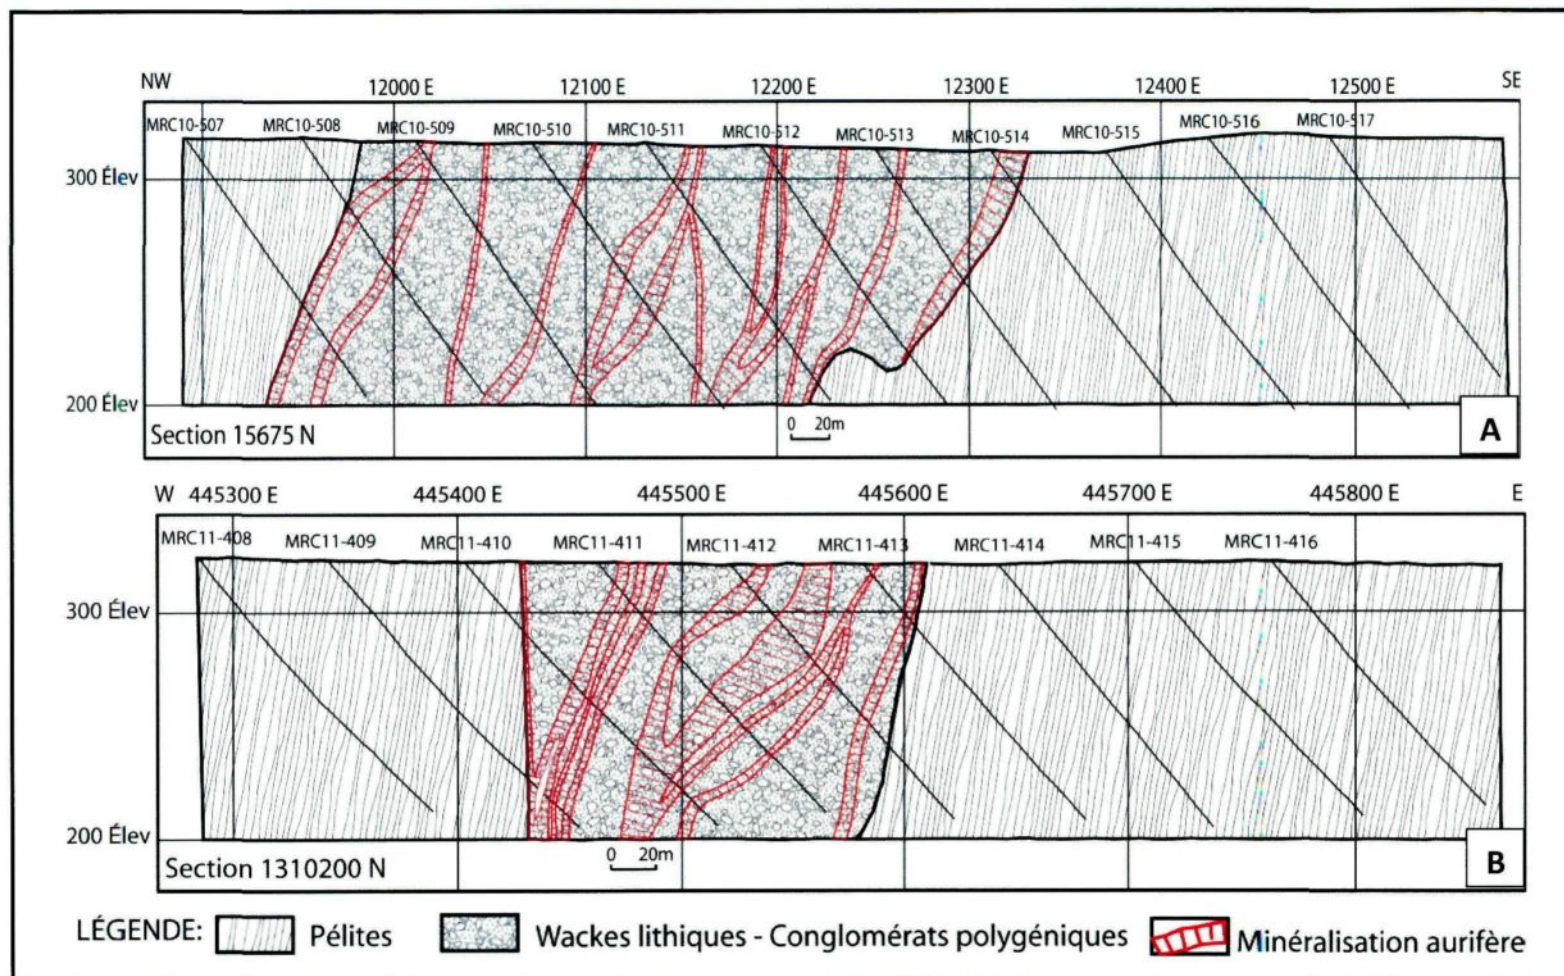 NW 12000 E 12100 E 12200 E 12300 E 12400 E 12500 E SE
MRC10-507 MRC10-508 MRC10-509 MRC10-510 MRC10-511 MRC10-512 MRC10-513 MRC10-514 MRC10-515 MRC10-516 MRC10-517
300 Élev
200 Élev
0 20m
Section 15675 N
A
W 445300 E 445400 E 445500 E 445600 E 445700 E 445800 E E
MRC11-408 MRC11-409 MRC11-410 MRC11-411 MRC11-412 MRC11-413 MRC11-414 MRC11-415 MRC11-416
300 Élev
200 Élev
0 20m
Section 1310200 N
B
LÉGENDE: Pélites Wackes lithiques - Conglomérats polygéniques Minéralisation aurifère